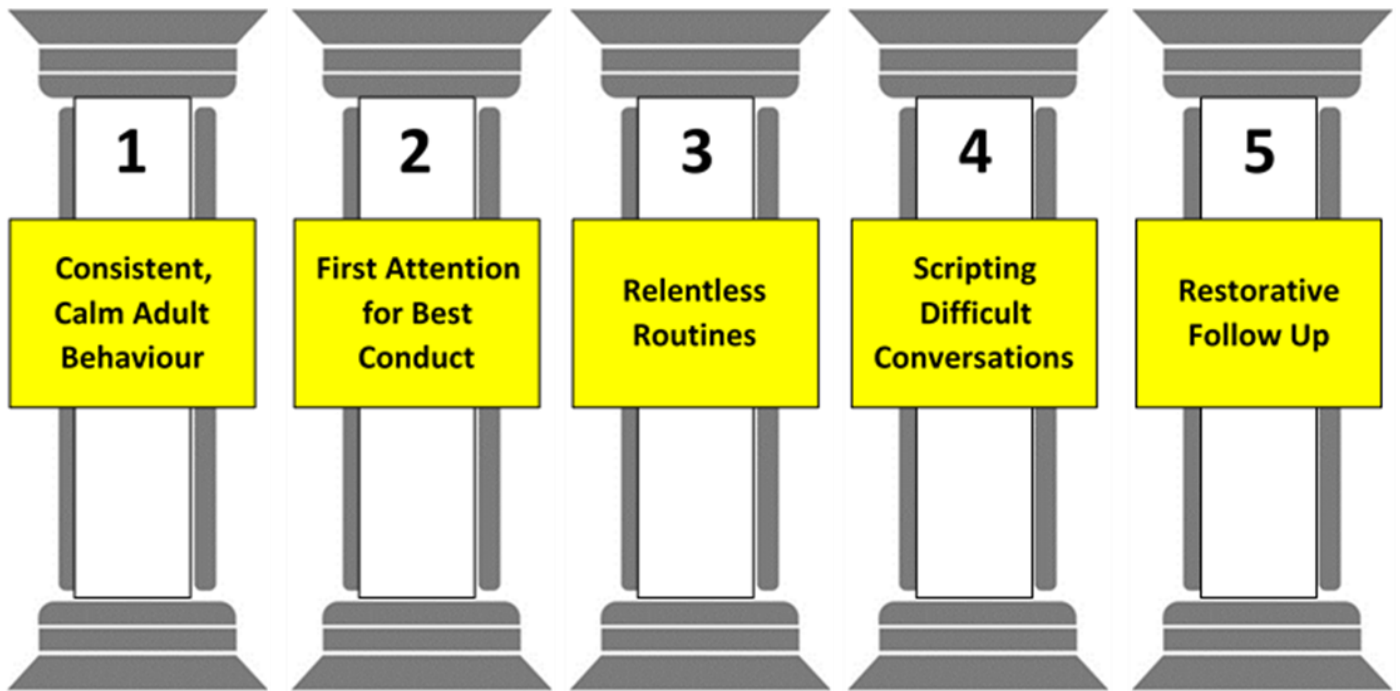 1
Consistent,
Calm Adult
Behaviour
2
First Attention
for Best
Conduct
3
Relentless
Routines
4
Scripting
Difficult
Conversations
5
Restorative
Follow Up